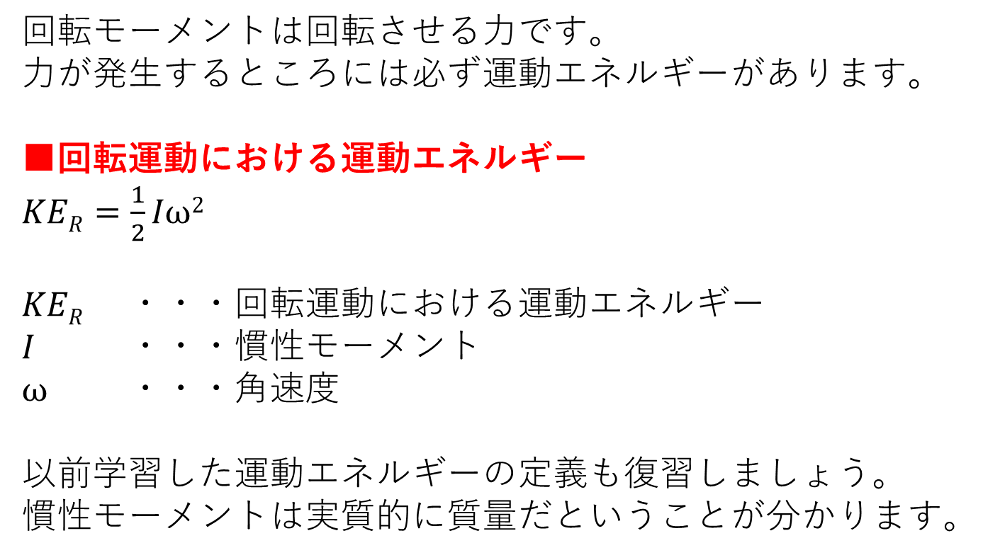 回転モーメントは回転させる力です。
力が発生するところには必ず運動エネルギーがあります。
■回転運動における運動エネルギー
KE_R = 1/2 Iω²
KE_R ・・・回転運動における運動エネルギー
I ・・・慣性モーメント
ω ・・・角速度
以前学習した運動エネルギーの定義も復習しましょう。
慣性モーメントは実質的に質量だということが分かります。